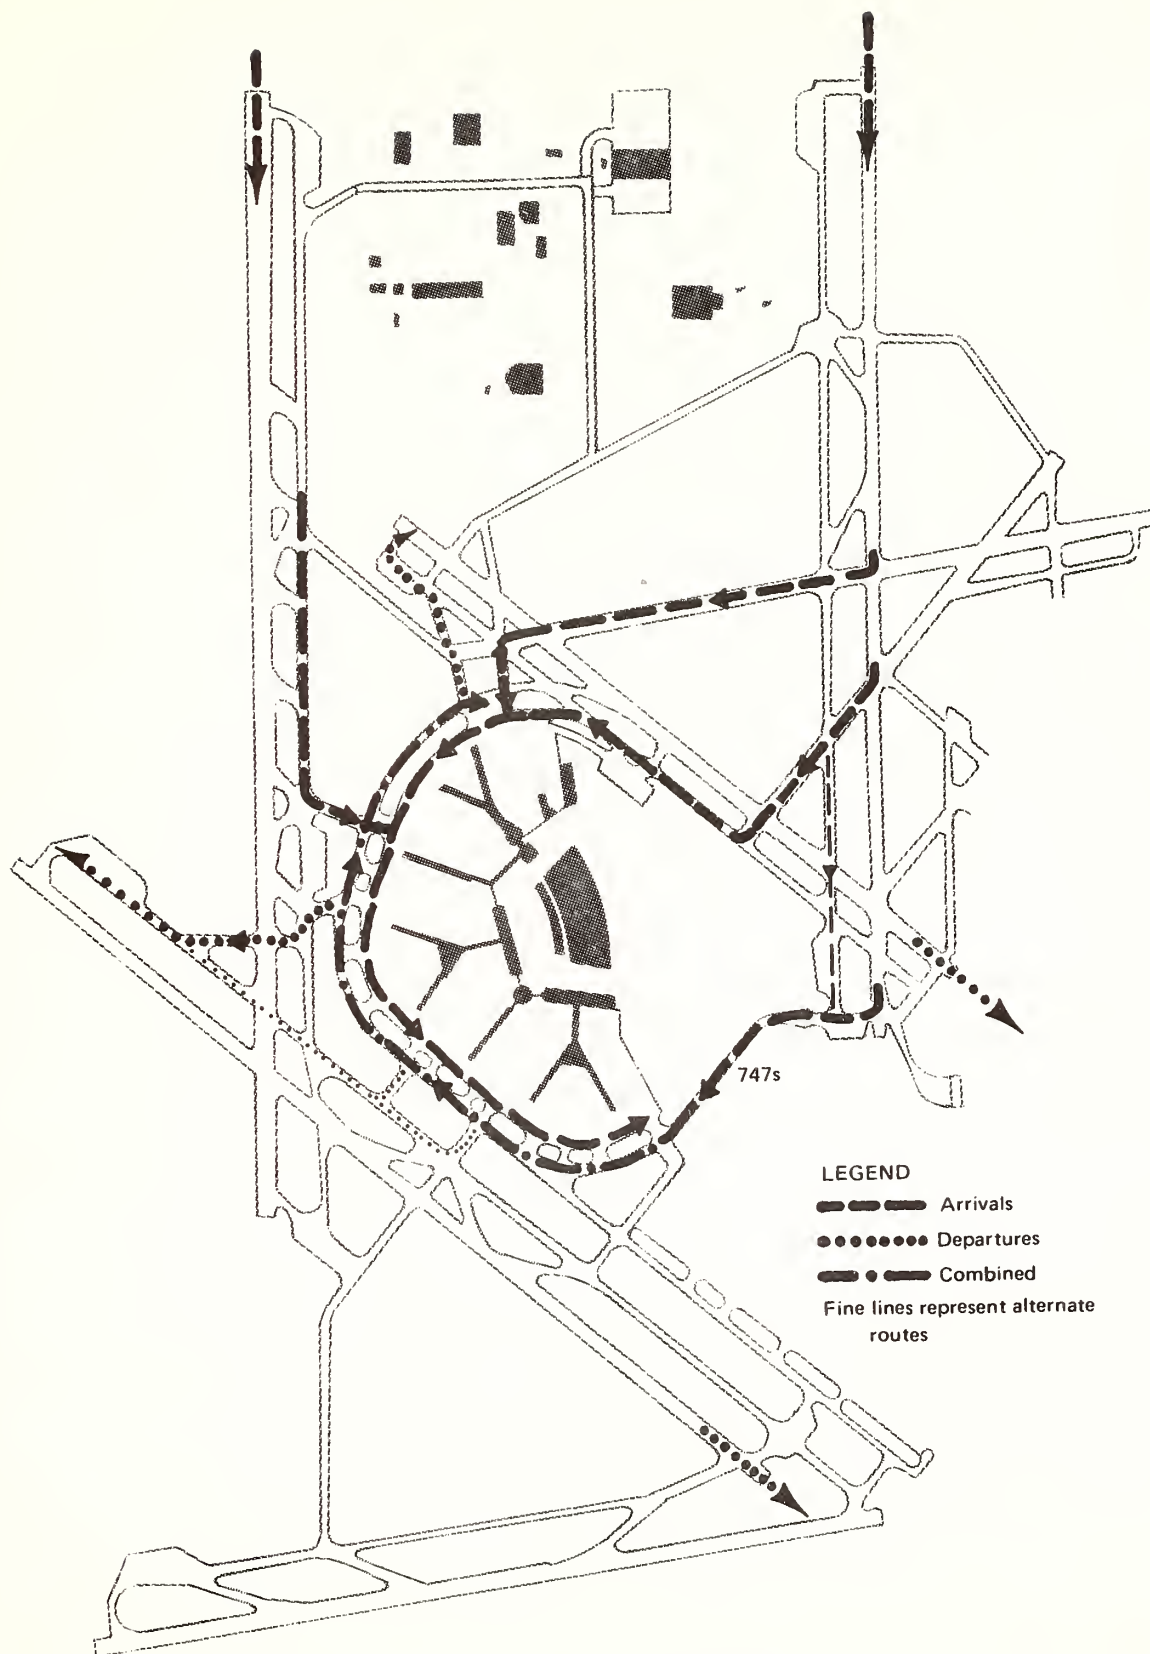 747s
LEGEND
Arrivals
Departures
Combined
Fine lines represent alternate
routes